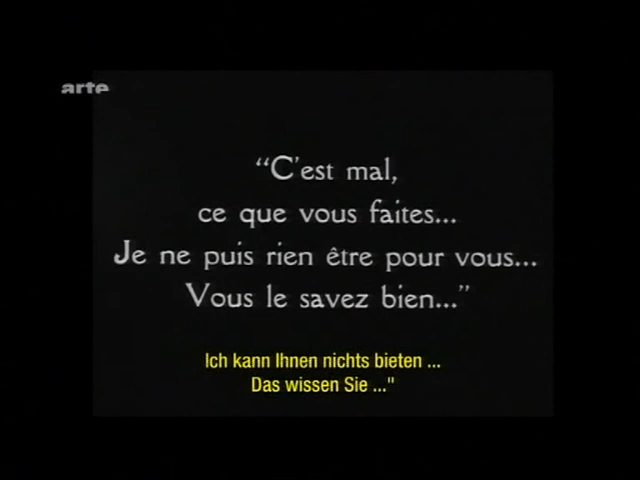 arte
“C'est mal,
ce que vous faites...
Je ne puis rien être pour vous...
Vous le savez bien...”
Ich kann Ihnen nichts bieten ...
Das wissen Sie ..."